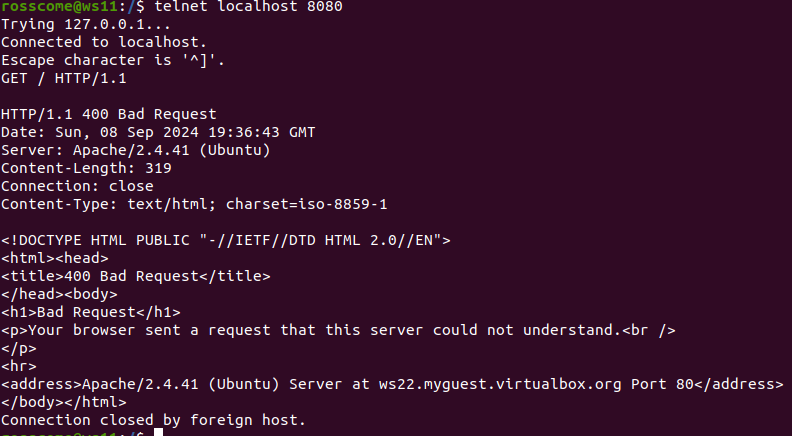 rosscome@ws11:/$ telnet localhost 8080
Trying 127.0.0.1...
Connected to localhost.
Escape character is '^]'.
GET / HTTP/1.1

HTTP/1.1 400 Bad Request
Date: Sun, 08 Sep 2024 19:36:43 GMT
Server: Apache/2.4.41 (Ubuntu)
Content-Length: 319
Connection: close
Content-Type: text/html; charset=iso-8859-1

<!DOCTYPE HTML PUBLIC "-//IETF//DTD HTML 2.0//EN">
<html><head>
<title>400 Bad Request</title>
</head><body>
<h1>Bad Request</h1>
<p>Your browser sent a request that this server could not understand.<br />
</p>
<hr>
<address>Apache/2.4.41 (Ubuntu) Server at ws22.myguest.virtualbox.org Port 80</address>
</body></html>
Connection closed by foreign host.
rosscome@ws11:/$